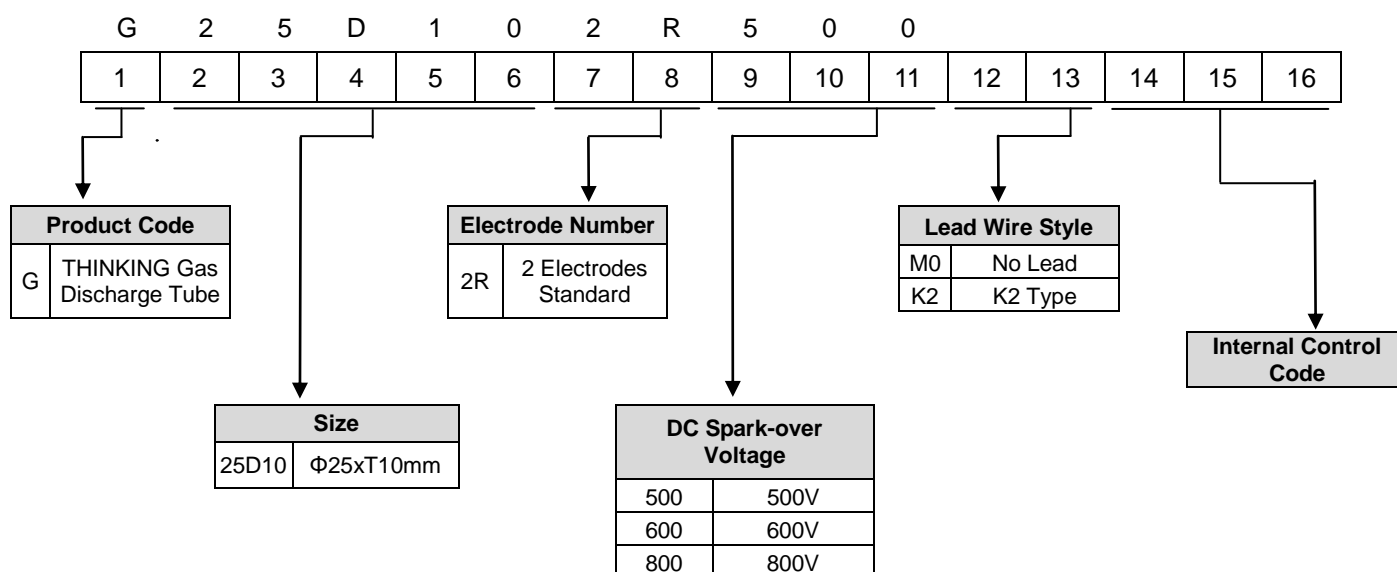 G 2 5 D 1 0 2 R 5 0 0
1 2 3 4 5 6 7 8 9 10 11 12 13 14 15 16
Product Code
G THINKING Gas
Discharge Tube
Electrode Number
2R 2 Electrodes
Standard
Lead Wire Style
M0 No Lead
K2 K2 Type
Internal Control
Code
Size
25D10 Φ25xT10mm
DC Spark-over
Voltage
500 500V
600 600V
800 800V